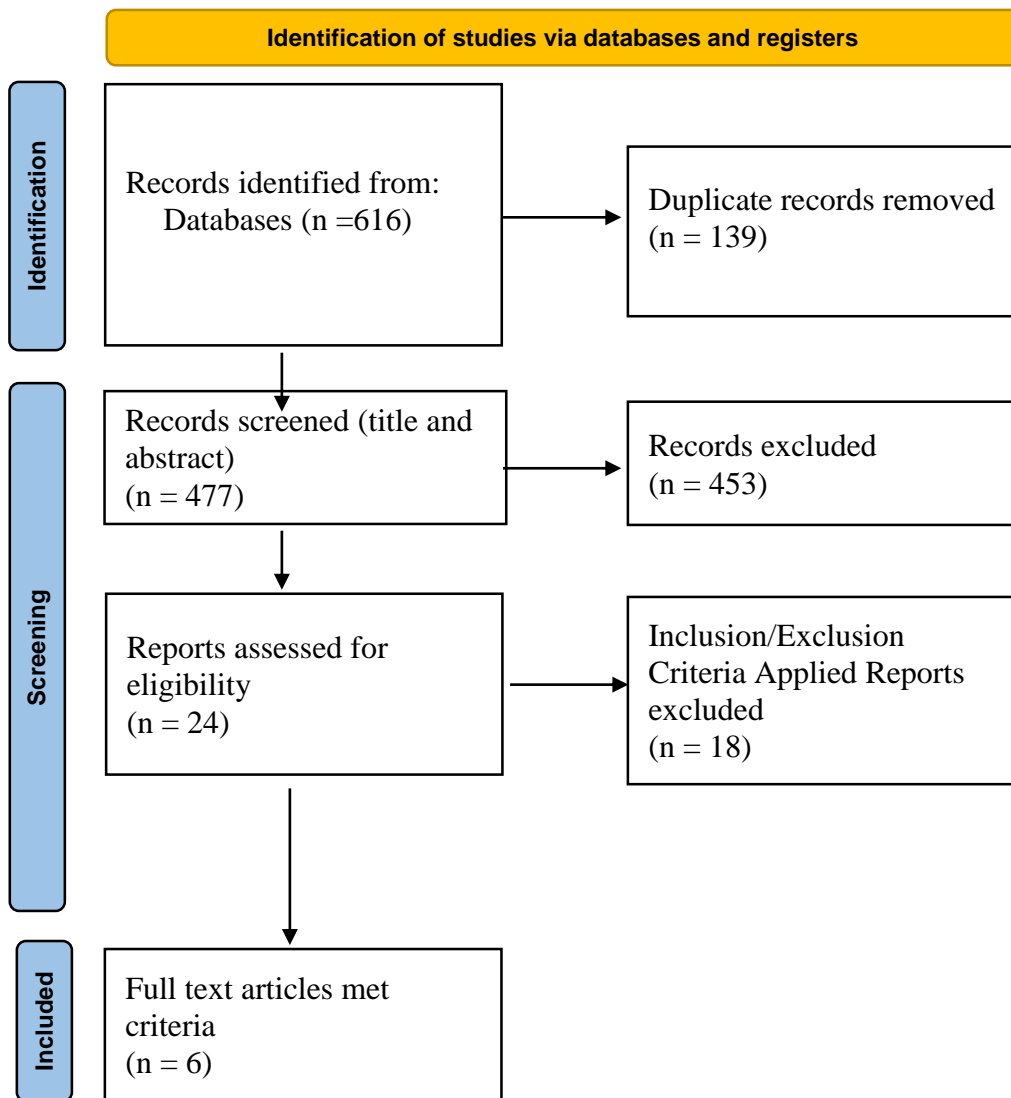 Identification of studies via databases and registers
Identification
Records identified from:
Databases (n =616)
Duplicate records removed
(n = 139)
Screening
Records screened (title and
abstract)
(n = 477)
Records excluded
(n = 453)
Reports assessed for
eligibility
(n = 24)
Inclusion/Exclusion
Criteria Applied Reports
excluded
(n = 18)
Included
Full text articles met
criteria
(n = 6)